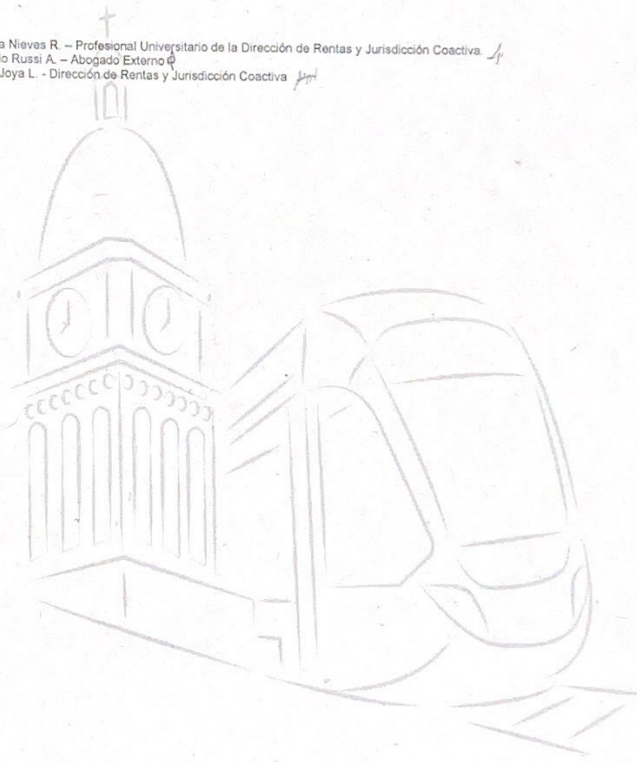 a Nieves R. – Profesional Universitario de la Dirección de Rentas y Jurisdicción Coactiva.
io Russi A. – Abogado Externo
Joya L. - Dirección de Rentas y Jurisdicción Coactiva